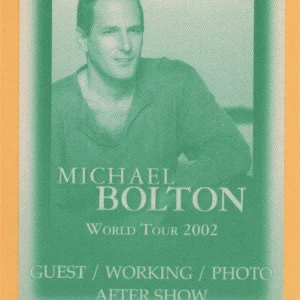 MICHAEL
BOLTON
WORLD TOUR 2002
GUEST / WORKING / PHOTO
AFTER SHOW